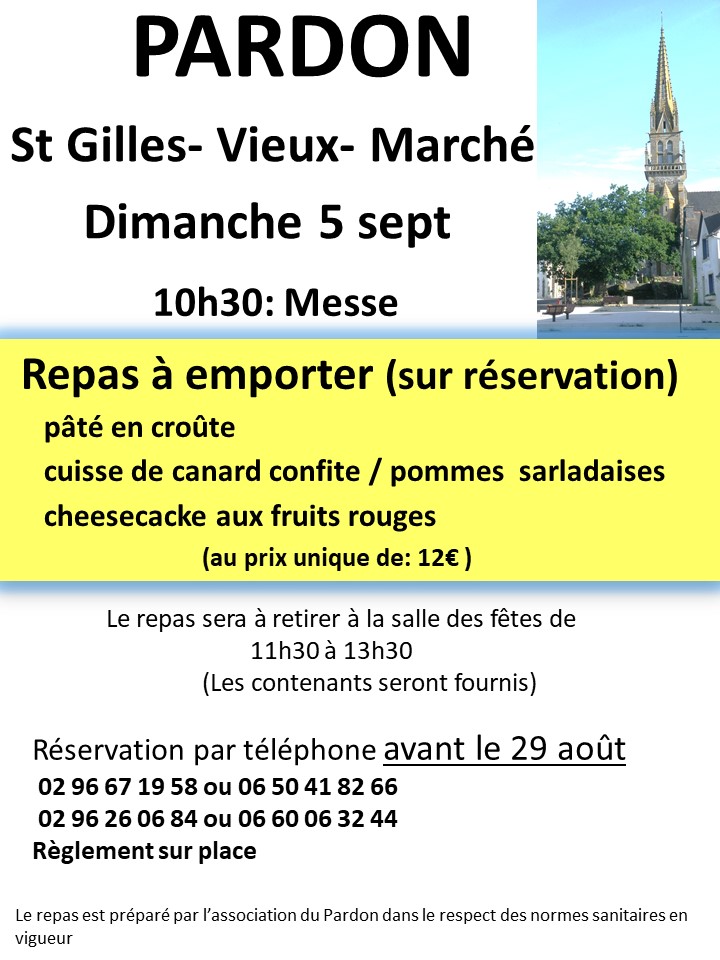 PARDON
St Gilles- Vieux- Marché
Dimanche 5 sept
10h30: Messe
Repas à emporter (sur réservation)
pâté en croûte
cuisse de canard confite / pommes sarladaises
cheesecacke aux fruits rouges
(au prix unique de: 12€ )
Le repas sera à retirer à la salle des fêtes de
11h30 à 13h30
(Les contenants seront fournis)
Réservation par téléphone avant le 29 août
02 96 67 19 58 ou 06 50 41 82 66
02 96 26 06 84 ou 06 60 06 32 44
Règlement sur place
Le repas est préparé par l’association du Pardon dans le respect des normes sanitaires en
vigueur